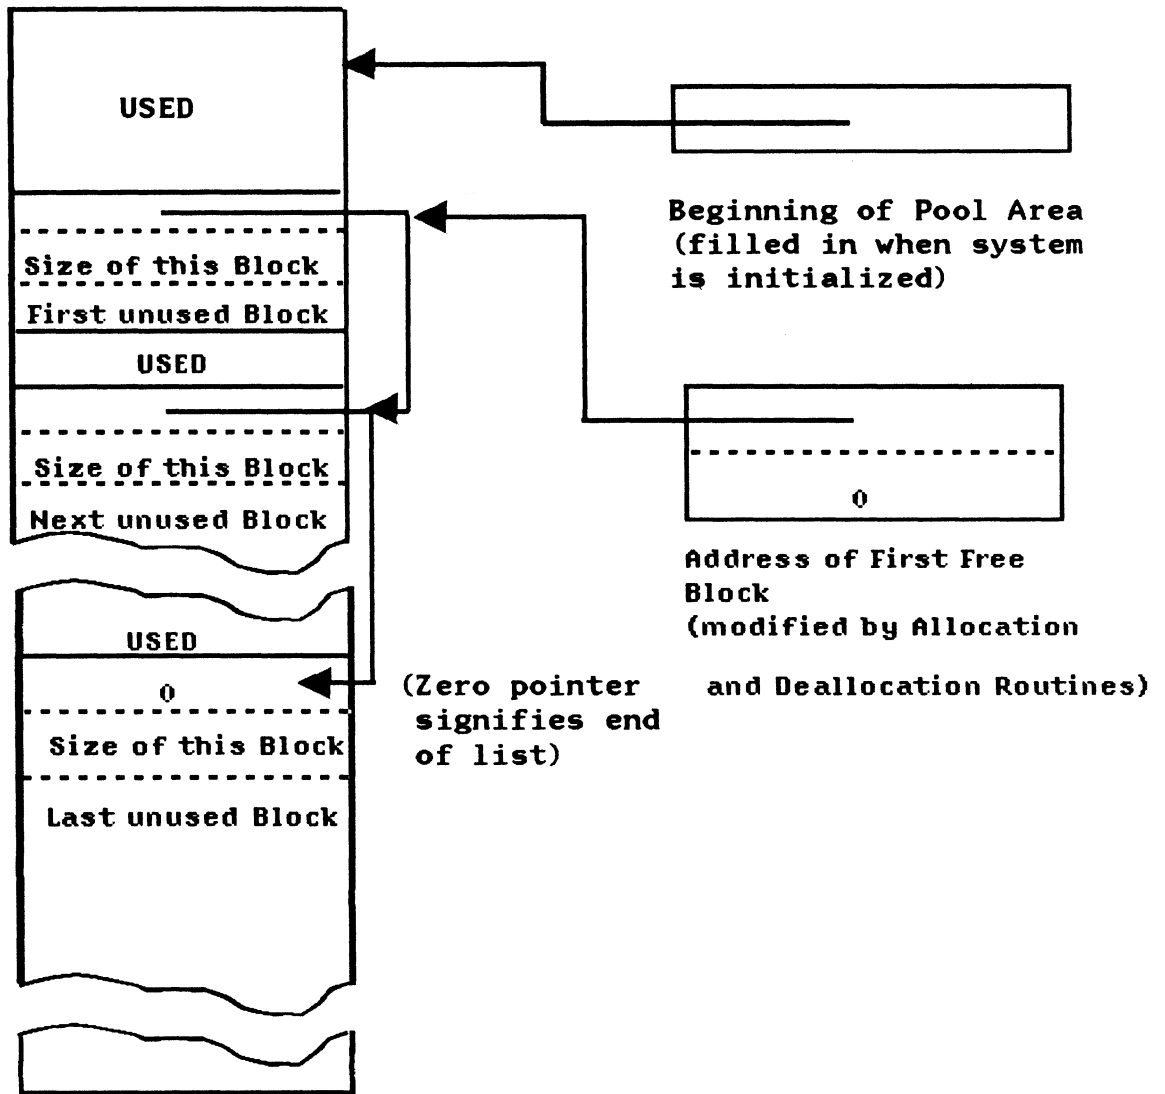 USED
Size of this Block
First unused Block
USED
Size of this Block
Next unused Block
USED
0
Size of this Block
Last unused Block
(Zero pointer
signifies end
of list)
Beginning of Pool Area
(filled in when system
is initialized)
0
Address of First Free
Block
(modified by Allocation
and Deallocation Routines)